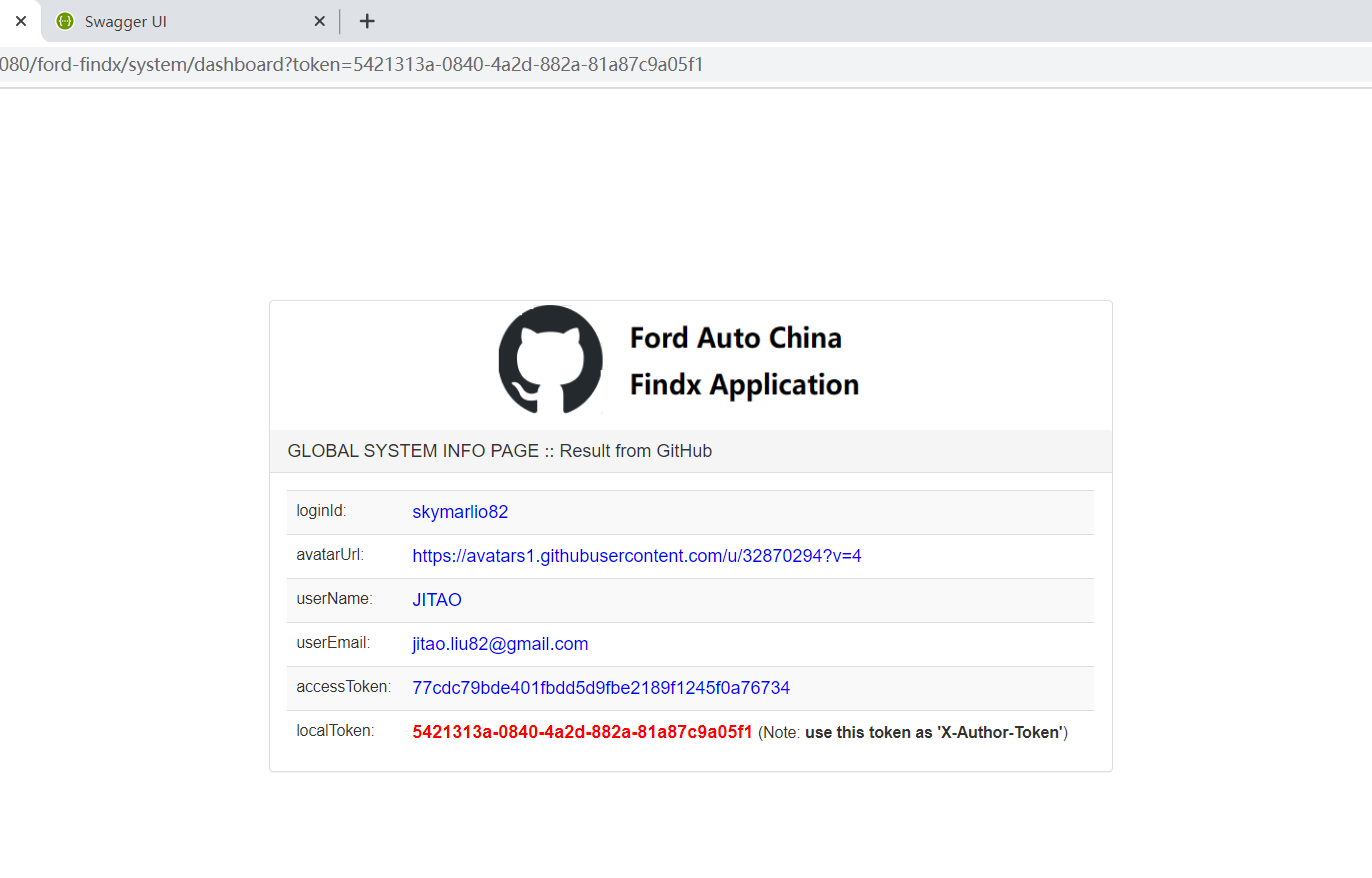 Swagger UI
080/ford-findx/system/dashboard?token=5421313a-0840-4a2d-882a-81a87c9a05f1
Ford Auto China
Findx Application
GLOBAL SYSTEM INFO PAGE :: Result from GitHub
loginId: skymarlio82
avatarUrl: https://avatars1.githubusercontent.com/u/32870294?v=4
userName: JITAO
userEmail: jitao.liu82@gmail.com
accessToken: 77cdc79bde401fbdd5d9fbe2189f1245f0a76734
localToken: 5421313a-0840-4a2d-882a-81a87c9a05f1 (Note: use this token as 'X-Author-Token')